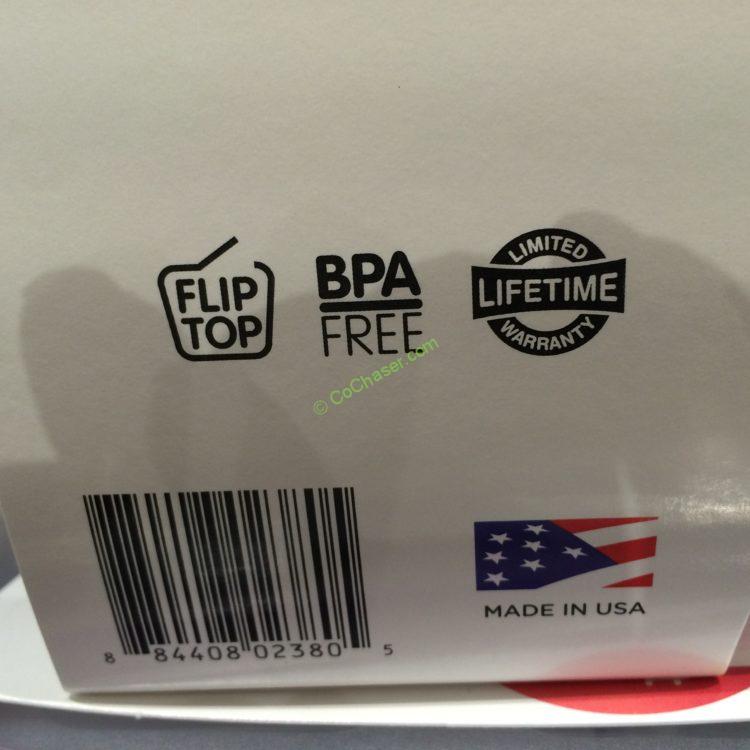 FLIP
TOP
BPA
FREE
LIMITED
LIFETIME
WARRANTY
© CoChaser.com
8 84408 02380 5
MADE IN USA